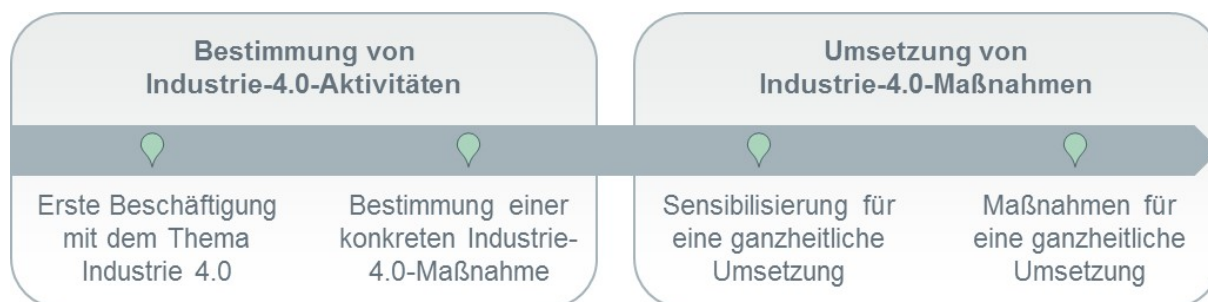 Bestimmung von
Industrie-4.0-Aktivitäten
Erste Beschäftigung
mit dem Thema
Industrie 4.0
Bestimmung einer
konkreten Industrie-
4.0-Maßnahme
Umsetzung von
Industrie-4.0-Maßnahmen
Sensibilisierung für
eine ganzheitliche
Umsetzung
Maßnahmen für
eine ganzheitliche
Umsetzung